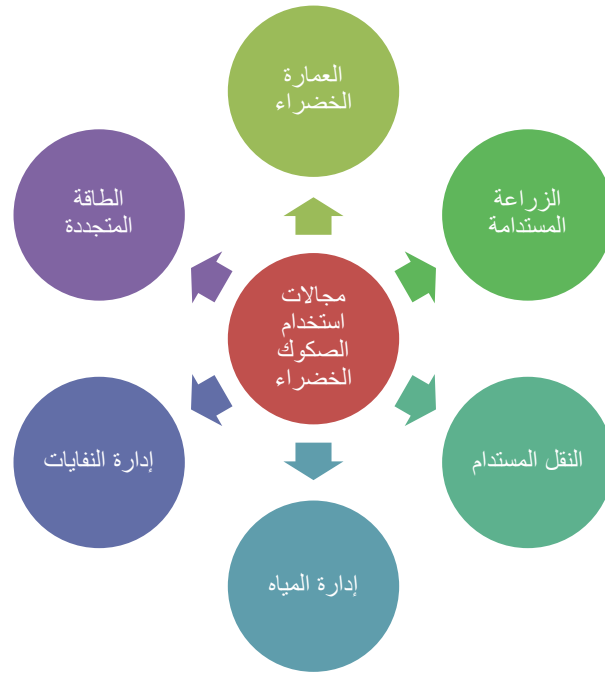 العمارة
الخضراء
الزراعة
المستدامة
الطاقة
المتجددة
مجالات
استخدام
الصكوك
الخضراء
النقل المستدام
إدارة النفايات
إدارة المياه